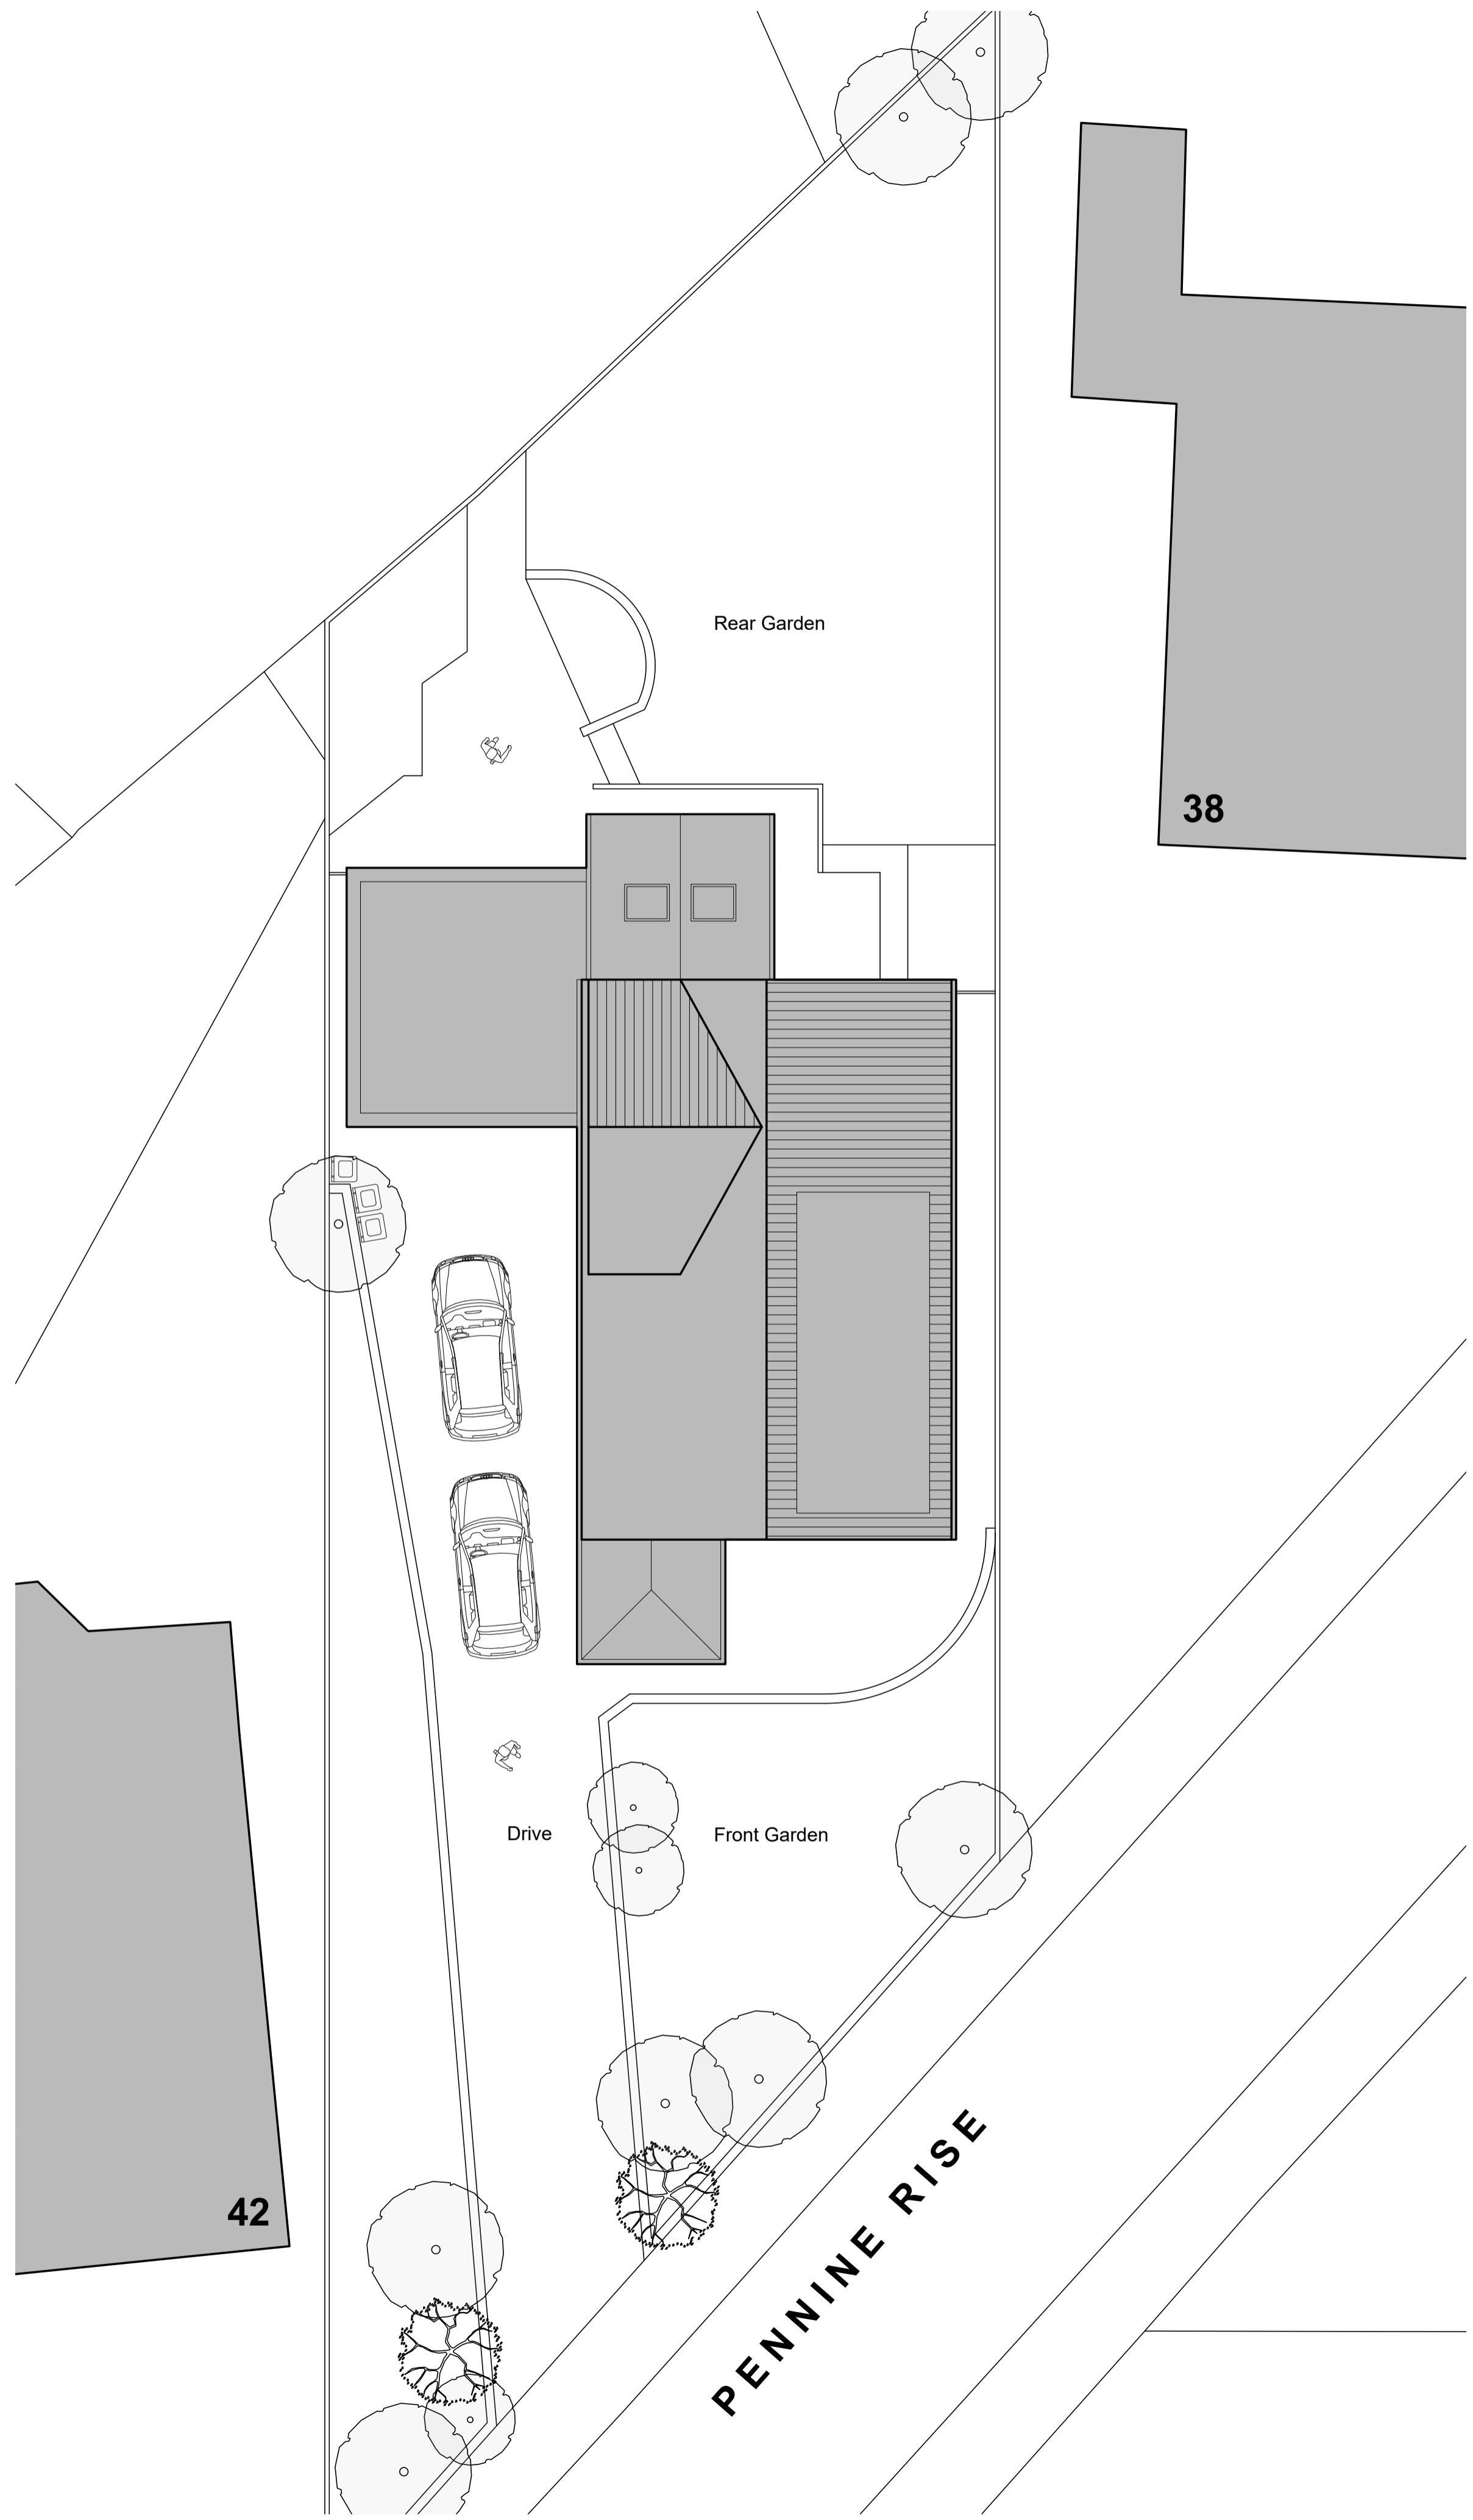 Rear Garden
38
Drive
Front Garden
42
PENNINE RISE